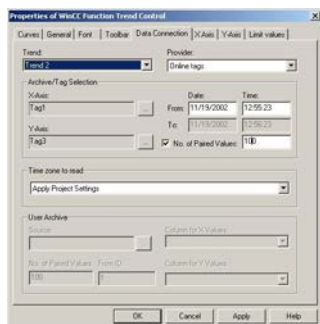 Properties of WinCC Function Trend Control
Curves General Font Toolbar Data Connection X Axis Y-Axis Limit values
Trend: Provider:
Trend 2 Online tags
Archive/Tag Selection
X-Axis: Date: Time:
Tag1 ... From: 11/19/2002 12:55:23
Y-Axis: To: 11/19/2002 12:56:23
Tag3 ... No. of Paired Values: 100
Time zone to read
Apply Project Settings
User Archive
Source: Column for X Values:
No. of Paired Values: From ID: Column for Y Values:
100 1
OK Cancel Apply Help